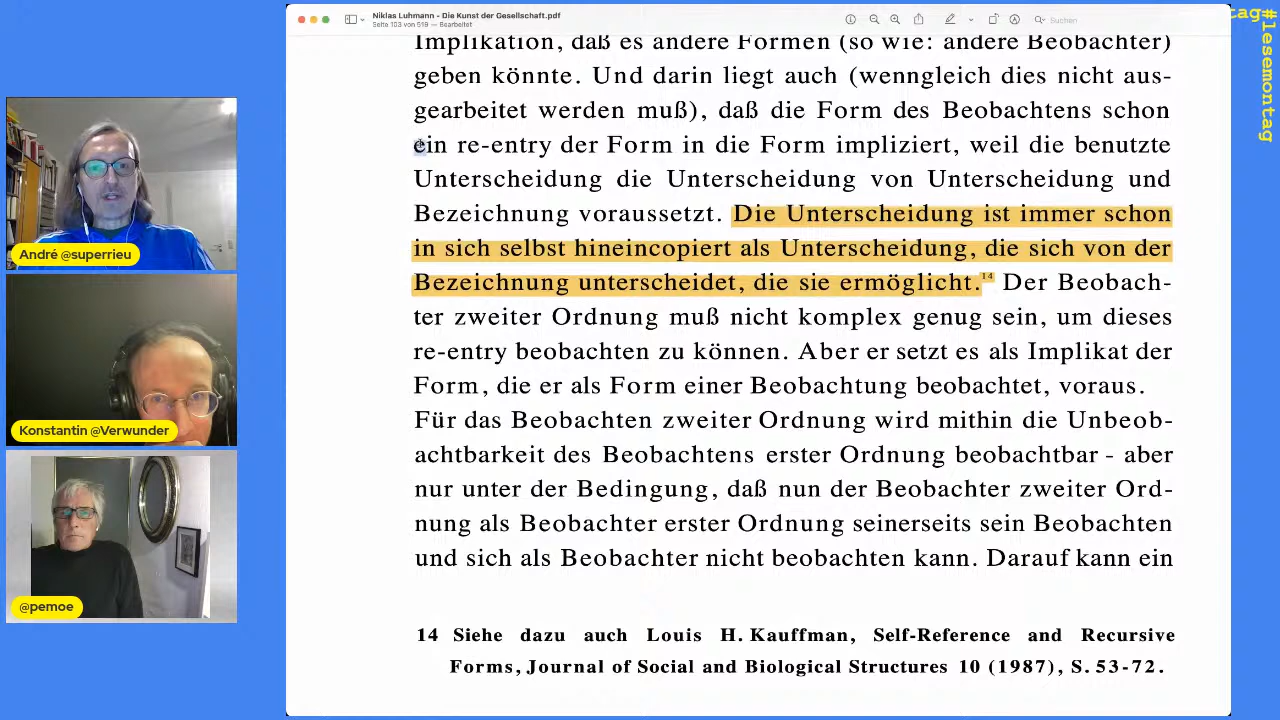 Niklas Luhmann - Die Kunst der Gesellschaft.pdf
Seite 103 von 519 — Bearbeitet
Suchen
tag#lesemontag
Implikation, daß es andere Formen (so wie: andere Beobachter)
geben könnte. Und darin liegt auch (wenngleich dies nicht aus-
gearbeitet werden muß), daß die Form des Beobachtens schon
ein re-entry der Form in die Form impliziert, weil die benutzte
Unterscheidung die Unterscheidung von Unterscheidung und
Bezeichnung voraussetzt. Die Unterscheidung ist immer schon
in sich selbst hineincopiert als Unterscheidung, die sich von der
Bezeichnung unterscheidet, die sie ermöglicht.14 Der Beobach-
ter zweiter Ordnung muß nicht komplex genug sein, um dieses
re-entry beobachten zu können. Aber er setzt es als Implikat der
Form, die er als Form einer Beobachtung beobachtet, voraus.
Für das Beobachten zweiter Ordnung wird mithin die Unbeob-
achtbarkeit des Beobachtens erster Ordnung beobachtbar - aber
nur unter der Bedingung, daß nun der Beobachter zweiter Ord-
nung als Beobachter erster Ordnung seinerseits sein Beobachten
und sich als Beobachter nicht beobachten kann. Darauf kann ein
14 Siehe dazu auch Louis H. Kauffman, Self-Reference and Recursive
Forms, Journal of Social and Biological Structures 10 (1987), S. 53-72.
André @superrieu
Konstantin @Verwunder
@pemoe